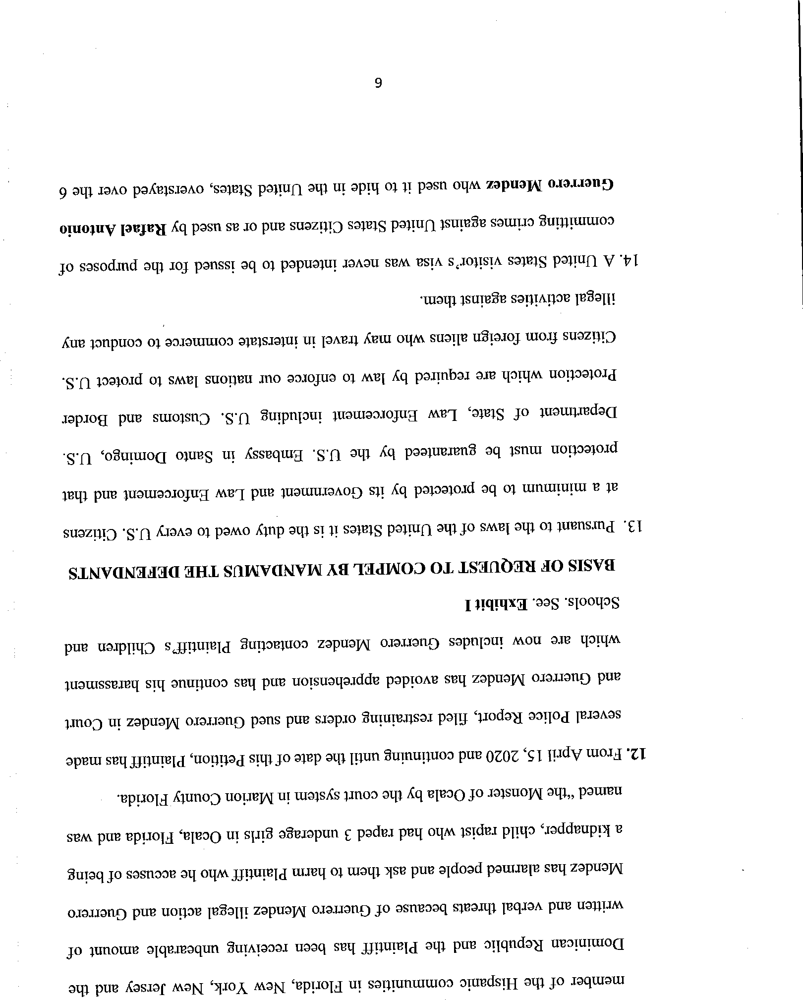 member of the Hispanic communities in Florida, New York, New Jersey and the
Dominican Republic and the Plaintiff has been receiving unbearable amount of
written and verbal threats because of Guerrero Mendez illegal action and Guerrero
Mendez has alarmed people and ask them to harm Plaintiff who he accuses of being
a kidnapper, child rapist who had raped 3 underage girls in Ocala, Florida and was
named "the Monster of Ocala by the court system in Marion County Florida.
12. From April 15, 2020 and continuing until the date of this Petition, Plaintiff has made
several Police Report, filed restraining orders and sued Guerrero Mendez in Court
and Guerrero Mendez has avoided apprehension and has continue his harassment
which are now includes Guerrero Mendez contacting Plaintiff's Children and
Schools. See. Exhibit I
BASIS OF REQUEST TO COMPEL BY MANDAMUS THE DEFENDANTS
13. Pursuant to the laws of the United States it is the duty owed to every U.S. Citizens
at a minimum to be protected by its Government and Law Enforcement and that
protection must be guaranteed by the U.S. Embassy in Santo Domingo, U.S.
Department of State, Law Enforcement including U.S. Customs and Border
Protection which are required by law to enforce our nations laws to protect U.S.
Citizens from foreign aliens who may travel in interstate commerce to conduct any
illegal activities against them.
14. A United States visitor's visa was never intended to be issued for the purposes of
committing crimes against United States Citizens and or as used by Rafael Antonio
Guerrero Mendez who used it to hide in the United States, overstayed over the 6
6